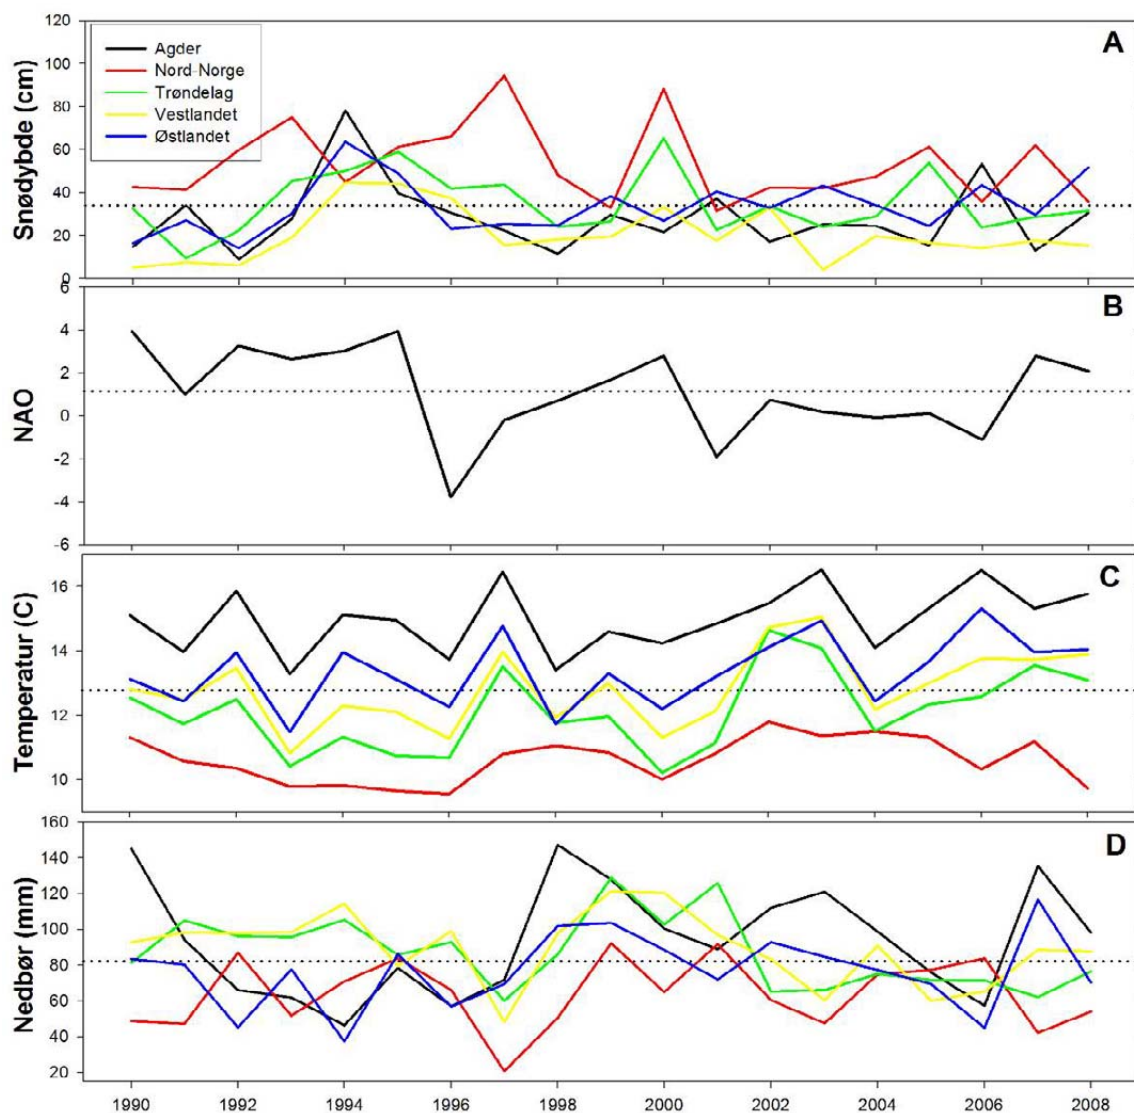 A
Snødybde (cm)
120
100
80
60
40
20
0
Agder
Nord-Norge
Trøndelag
Vestlandet
Østlandet
B
NAO
6
4
2
0
-2
-4
-6
C
Temperatur (C)
16
14
12
10
D
Nedbør (mm)
160
140
120
100
80
60
40
20
1990 1992 1994 1996 1998 2000 2002 2004 2006 2008